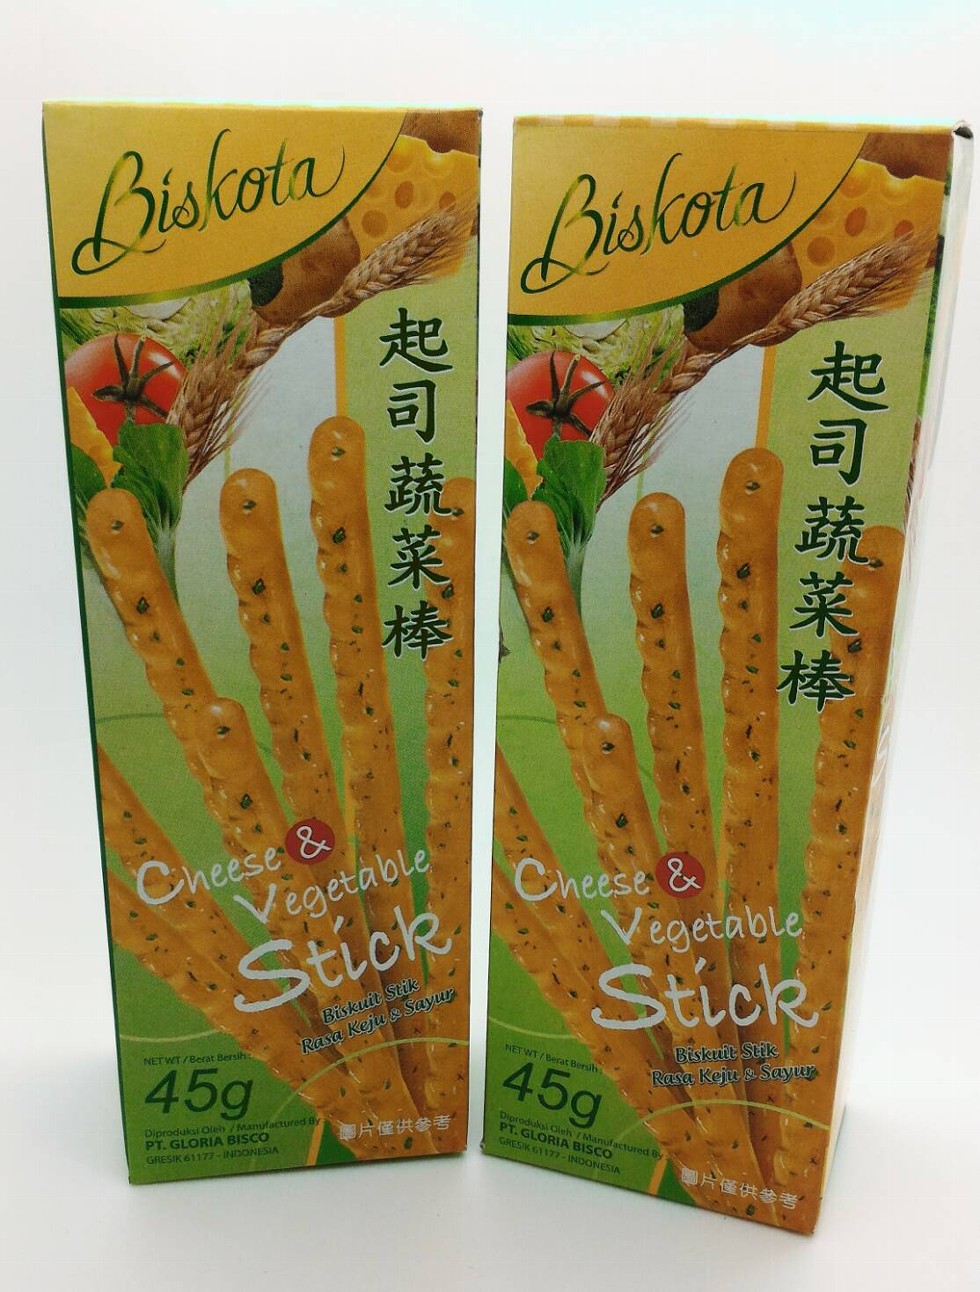 Biskota
起司蔬菜棒
Cheese &
Vegetable
Stick
Biskuit Stik
Rasa Keju & Sayur
NET WT / Berat Bersih:
45g
Diproduksi Oleh / Manufactured By:
PT. GLORIA BISCO
GRESIK 61177 - INDONESIA
圖片僅供參考
Biskota
起司蔬菜棒
Cheese &
Vegetable
Stick
Biskuit Stik
Rasa Keju & Sayur
NET WT / Berat Bersih:
45g
Diproduksi Oleh / Manufactured By:
PT. GLORIA BISCO
GRESIK 61177 - INDONESIA
圖片僅供參考